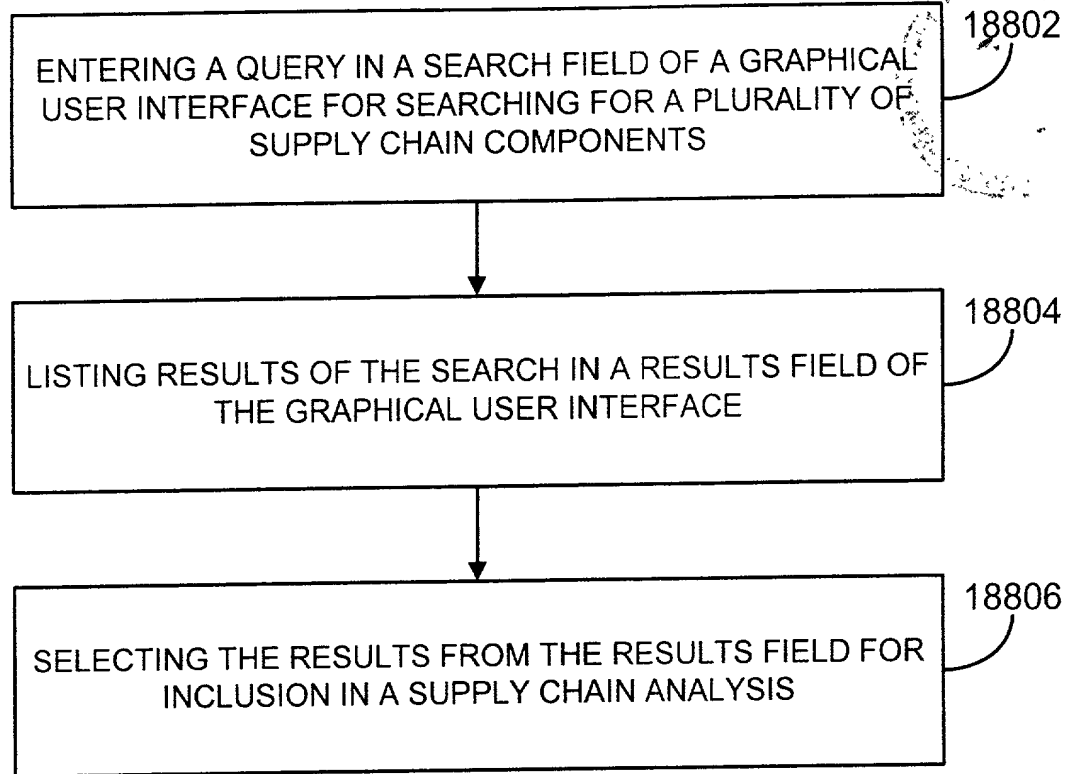 18802
ENTERING A QUERY IN A SEARCH FIELD OF A GRAPHICAL
USER INTERFACE FOR SEARCHING FOR A PLURALITY OF
SUPPLY CHAIN COMPONENTS
18804
LISTING RESULTS OF THE SEARCH IN A RESULTS FIELD OF
THE GRAPHICAL USER INTERFACE
18806
SELECTING THE RESULTS FROM THE RESULTS FIELD FOR
INCLUSION IN A SUPPLY CHAIN ANALYSIS